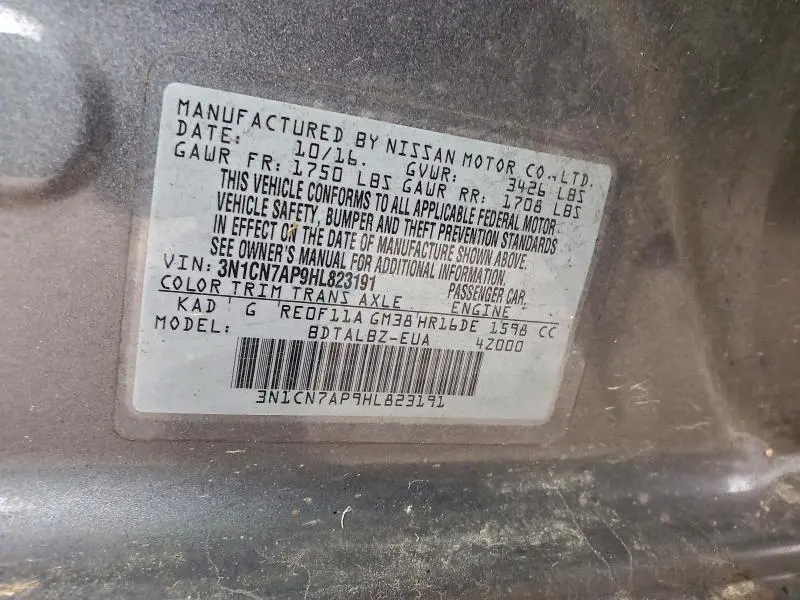 MANUFACTURED BY NISSAN MOTOR CO.,LTD.
DATE: 10/16. GVWR: 3426 LBS
GAWR FR: 1750 LBS GAWR RR: 1708 LBS
THIS VEHICLE CONFORMS TO ALL APPLICABLE FEDERAL MOTOR
VEHICLE SAFETY, BUMPER AND THEFT PREVENTION STANDARDS
IN EFFECT ON THE DATE OF MANUFACTURE SHOWN ABOVE.
SEE OWNER'S MANUAL FOR ADDITIONAL INFORMATION.
VIN: 3N1CN7AP9HL823191 PASSENGER CAR
COLOR TRIM TRANS AXLE ENGINE
KAD G RE0F11A GM38 HR16DE 1598 CC
MODEL: BDTALBZ-EUA 4Z000
3N1CN7AP9HL823191